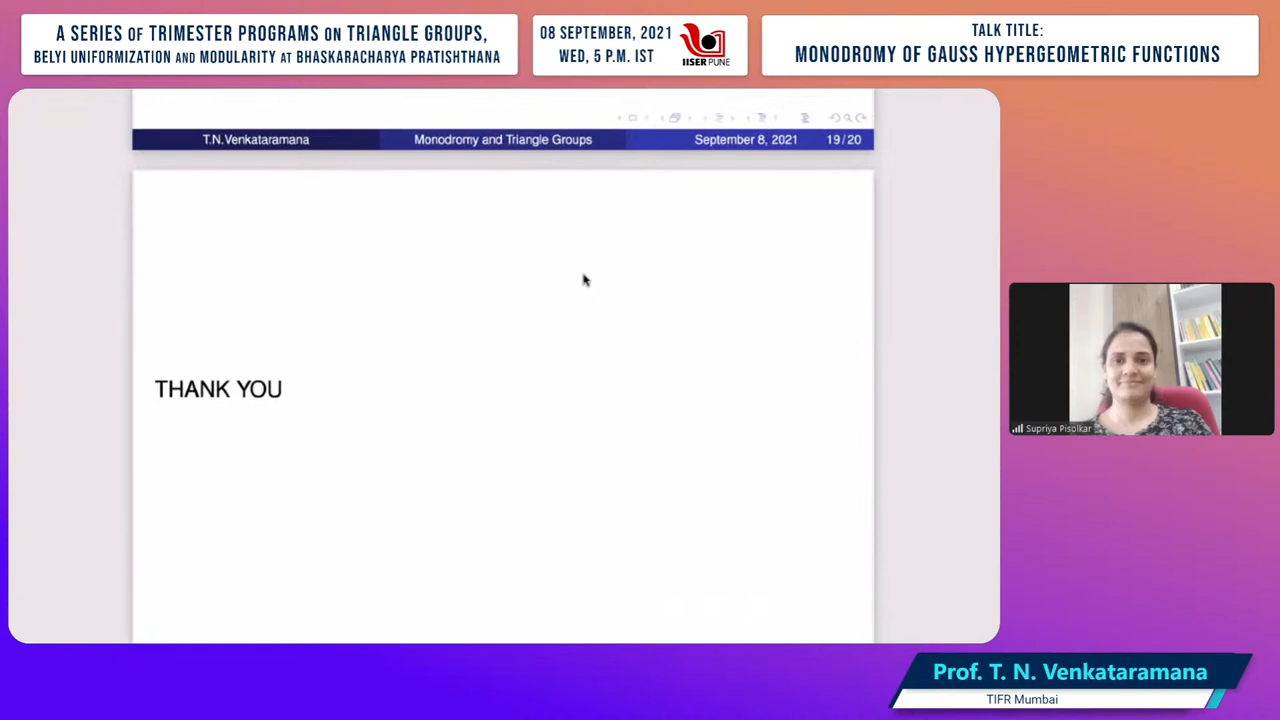 A SERIES OF TRIMESTER PROGRAMS ON TRIANGLE GROUPS,
BELYI UNIFORMIZATION AND MODULARITY AT BHASKARACHARYA PRATISHTHANA
08 SEPTEMBER, 2021
WED, 5 P.M. IST
IISER PUNE
TALK TITLE:
MONODROMY OF GAUSS HYPERGEOMETRIC FUNCTIONS
T.N.Venkataramana Monodromy and Triangle Groups September 8, 2021 19/20
THANK YOU
Supriya Pisolkar
Prof. T. N. Venkataramana
TIFR Mumbai